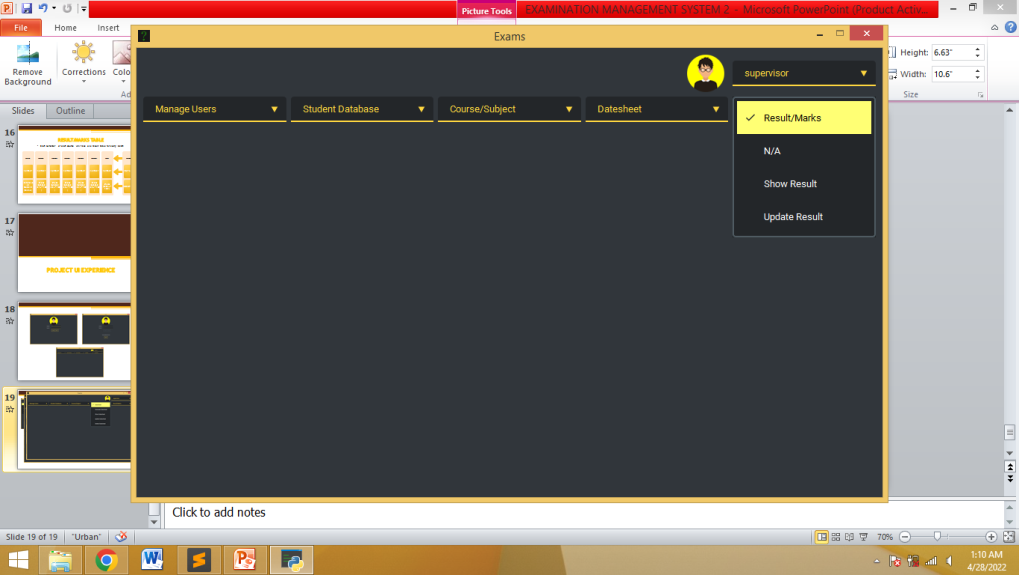 Picture Tools
EXAMINATION MANAGEMENT SYSTEM 2 - Microsoft PowerPoint (Product Activ...
File
Home
Insert
Exams
Remove
Background
Corrections
Colo
Height: 6.63"
Width: 10.6"
Size
Slides
Outline
supervisor
Manage Users
Student Database
Course/Subject
Datesheet
Result/Marks
N/A
Show Result
Update Result
16
17
PROJECT UI EXPERIENCE
18
19
Click to add notes
Slide 19 of 19
"Urban"
70%
1:10 AM
4/28/2022